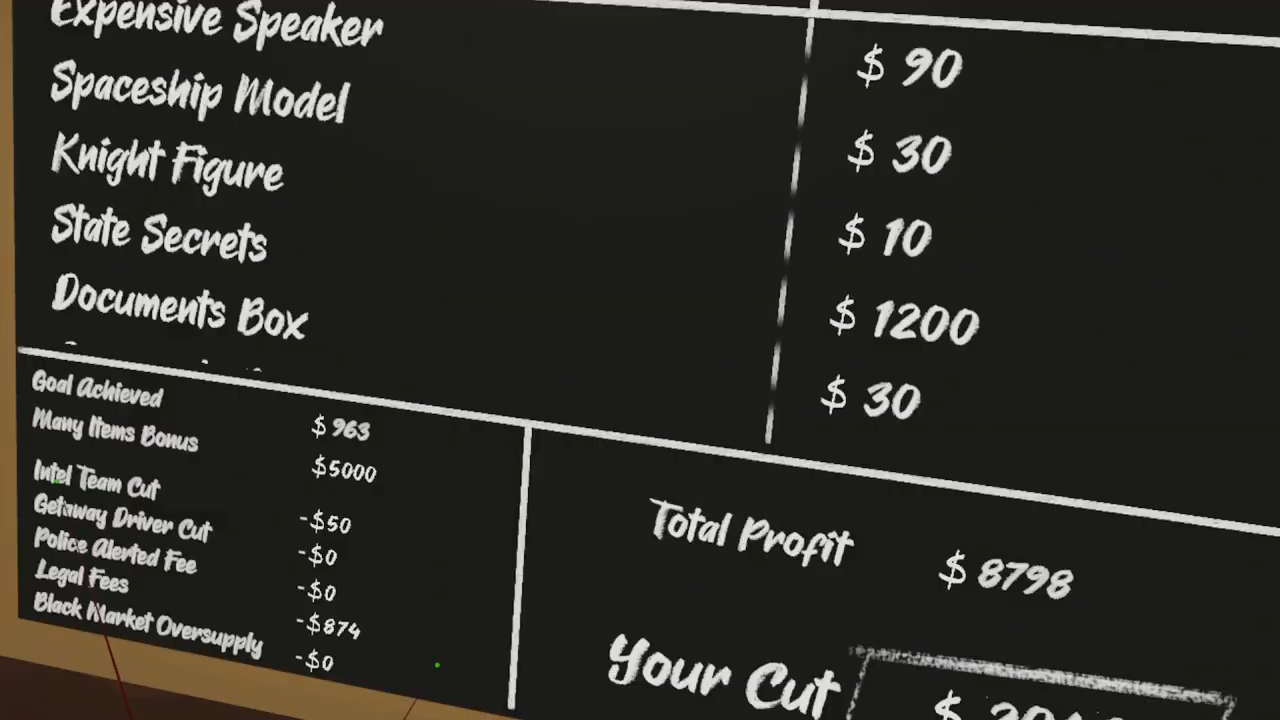 Expensive Speaker $ 90
Spaceship Model $ 30
Knight Figure $ 10
State Secrets $ 1200
Documents Box $ 30
Goal Achieved $ 963
Many Items Bonus $5000
Intel Team Cut -$50
Getaway Driver Cut -$0
Police Alerted Fee -$0
Legal Fees -$874
Black Market Oversupply -$0
Total Profit $ 8798
Your Cut $